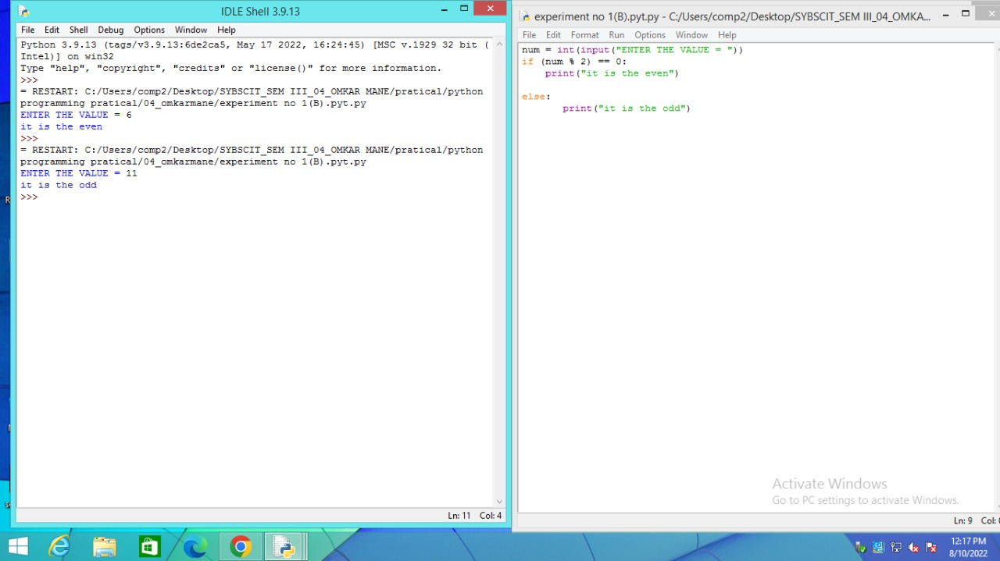 IDLE Shell 3.9.13
File Edit Shell Debug Options Window Help
Python 3.9.13 (tags/v3.9.13:6de2ca5, May 17 2022, 16:24:45) [MSC v.1929 32 bit (
Intel)] on win32
Type "help", "copyright", "credits" or "license()" for more information.
>>>
= RESTART: C:/Users/comp2/Desktop/SYBSCIT_SEM III_04_OMKAR MANE/pratical/python
programming pratical/04_omkarmane/experiment no 1(B).pyt.py
ENTER THE VALUE = 6
it is the even
>>>
= RESTART: C:/Users/comp2/Desktop/SYBSCIT_SEM III_04_OMKAR MANE/pratical/python
programming pratical/04_omkarmane/experiment no 1(B).pyt.py
ENTER THE VALUE = 11
it is the odd
>>>
Ln: 11 Col: 4
experiment no 1(B).pyt.py - C:/Users/comp2/Desktop/SYBSCIT_SEM III_04_OMKA...
File Edit Format Run Options Window Help
num = int(input("ENTER THE VALUE = "))
if (num % 2) == 0:
    print("it is the even")

else:
       print("it is the odd")
Activate Windows
Go to PC settings to activate Windows.
Ln: 9 Col:
12:17 PM
8/10/2022